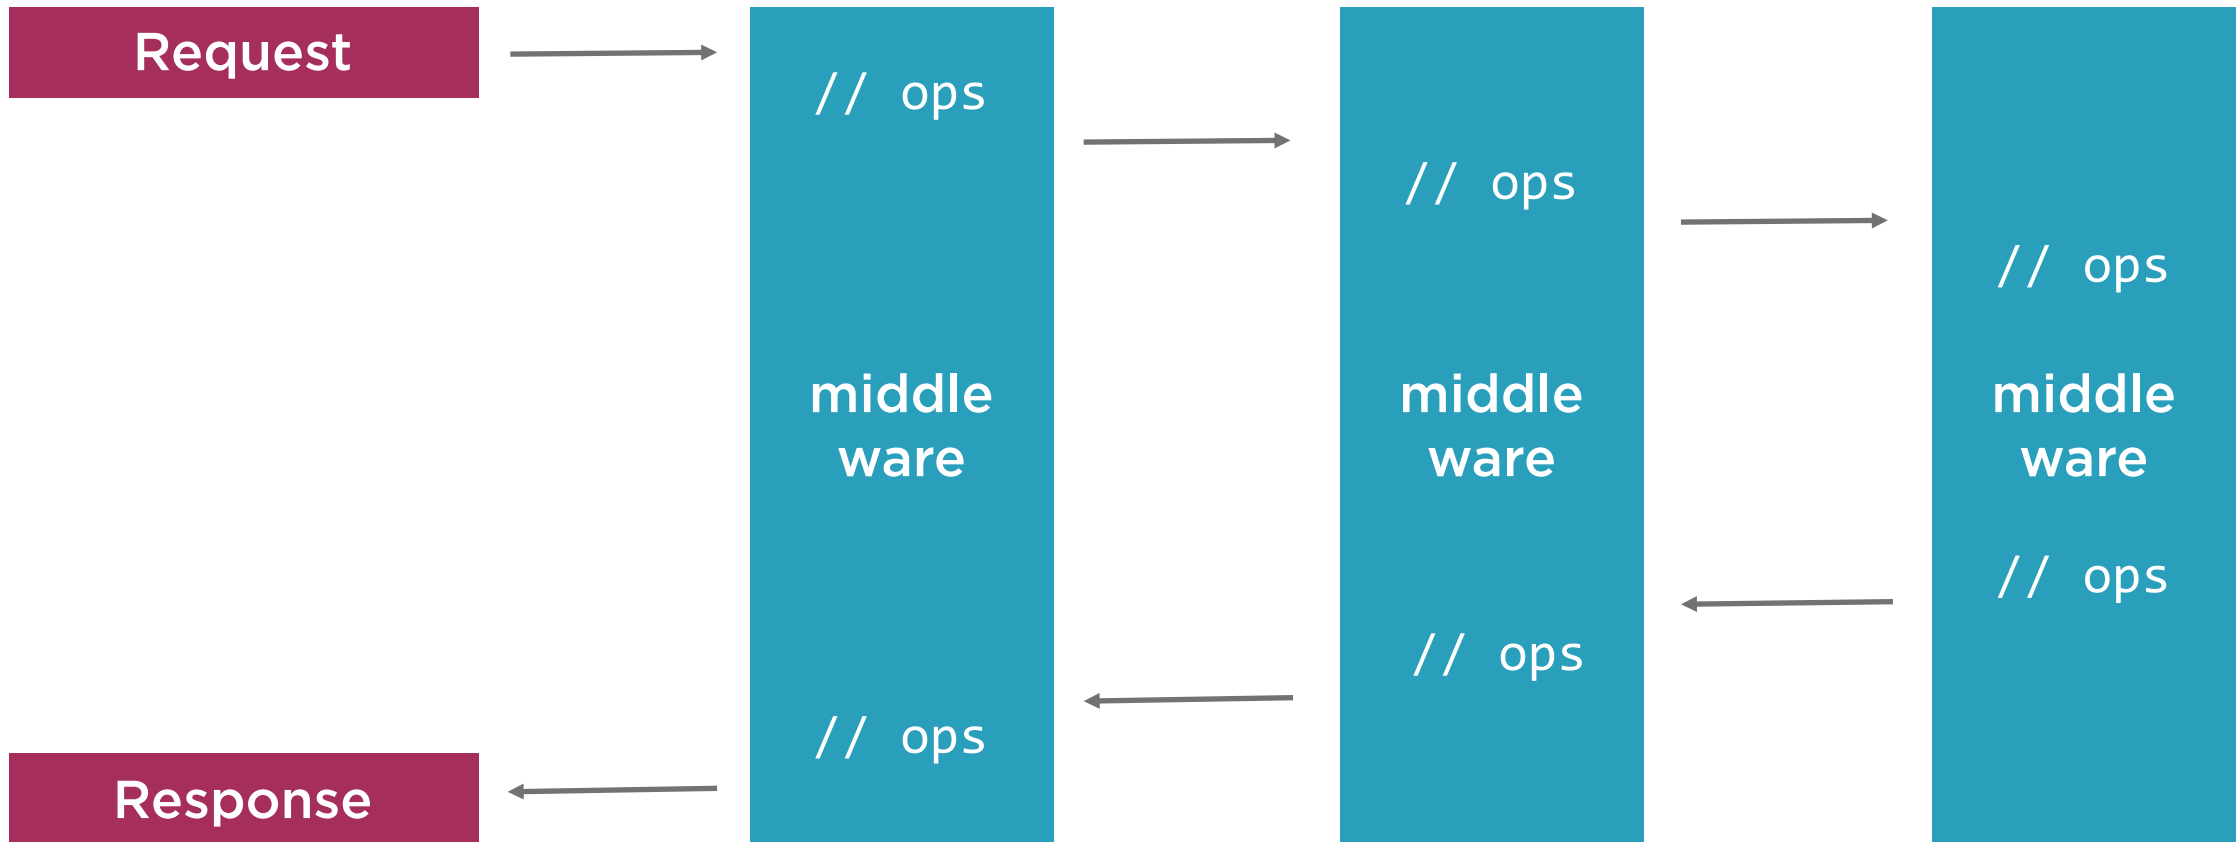 Request
// ops
// ops
// ops
middle
ware
middle
ware
middle
ware
// ops
// ops
// ops
Response